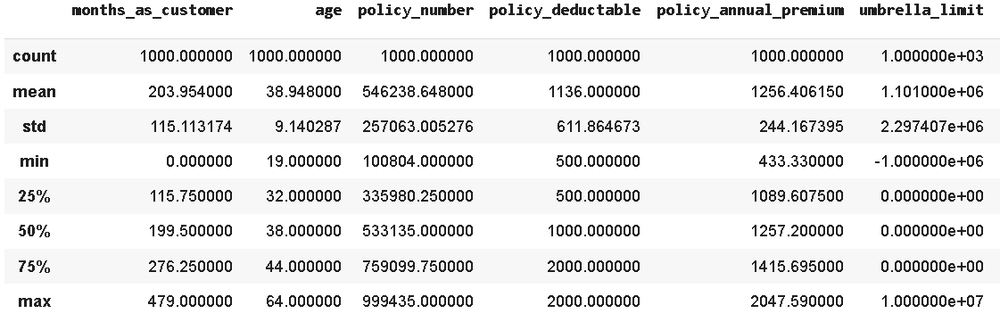 months_as_customer age policy_number policy_deductable policy_annual_premium umbrella_limit
count 1000.000000 1000.000000 1000.000000 1000.000000 1000.000000 1.000000e+03
mean 203.954000 38.948000 546238.648000 1136.000000 1256.406150 1.101000e+06
std 115.113174 9.140287 257063.005276 611.864673 244.167395 2.297407e+06
min 0.000000 19.000000 100804.000000 500.000000 433.330000 -1.000000e+06
25% 115.750000 32.000000 335980.250000 500.000000 1089.607500 0.000000e+00
50% 199.500000 38.000000 533135.000000 1000.000000 1257.200000 0.000000e+00
75% 276.250000 44.000000 759099.750000 2000.000000 1415.695000 0.000000e+00
max 479.000000 64.000000 999435.000000 2000.000000 2047.590000 1.000000e+07